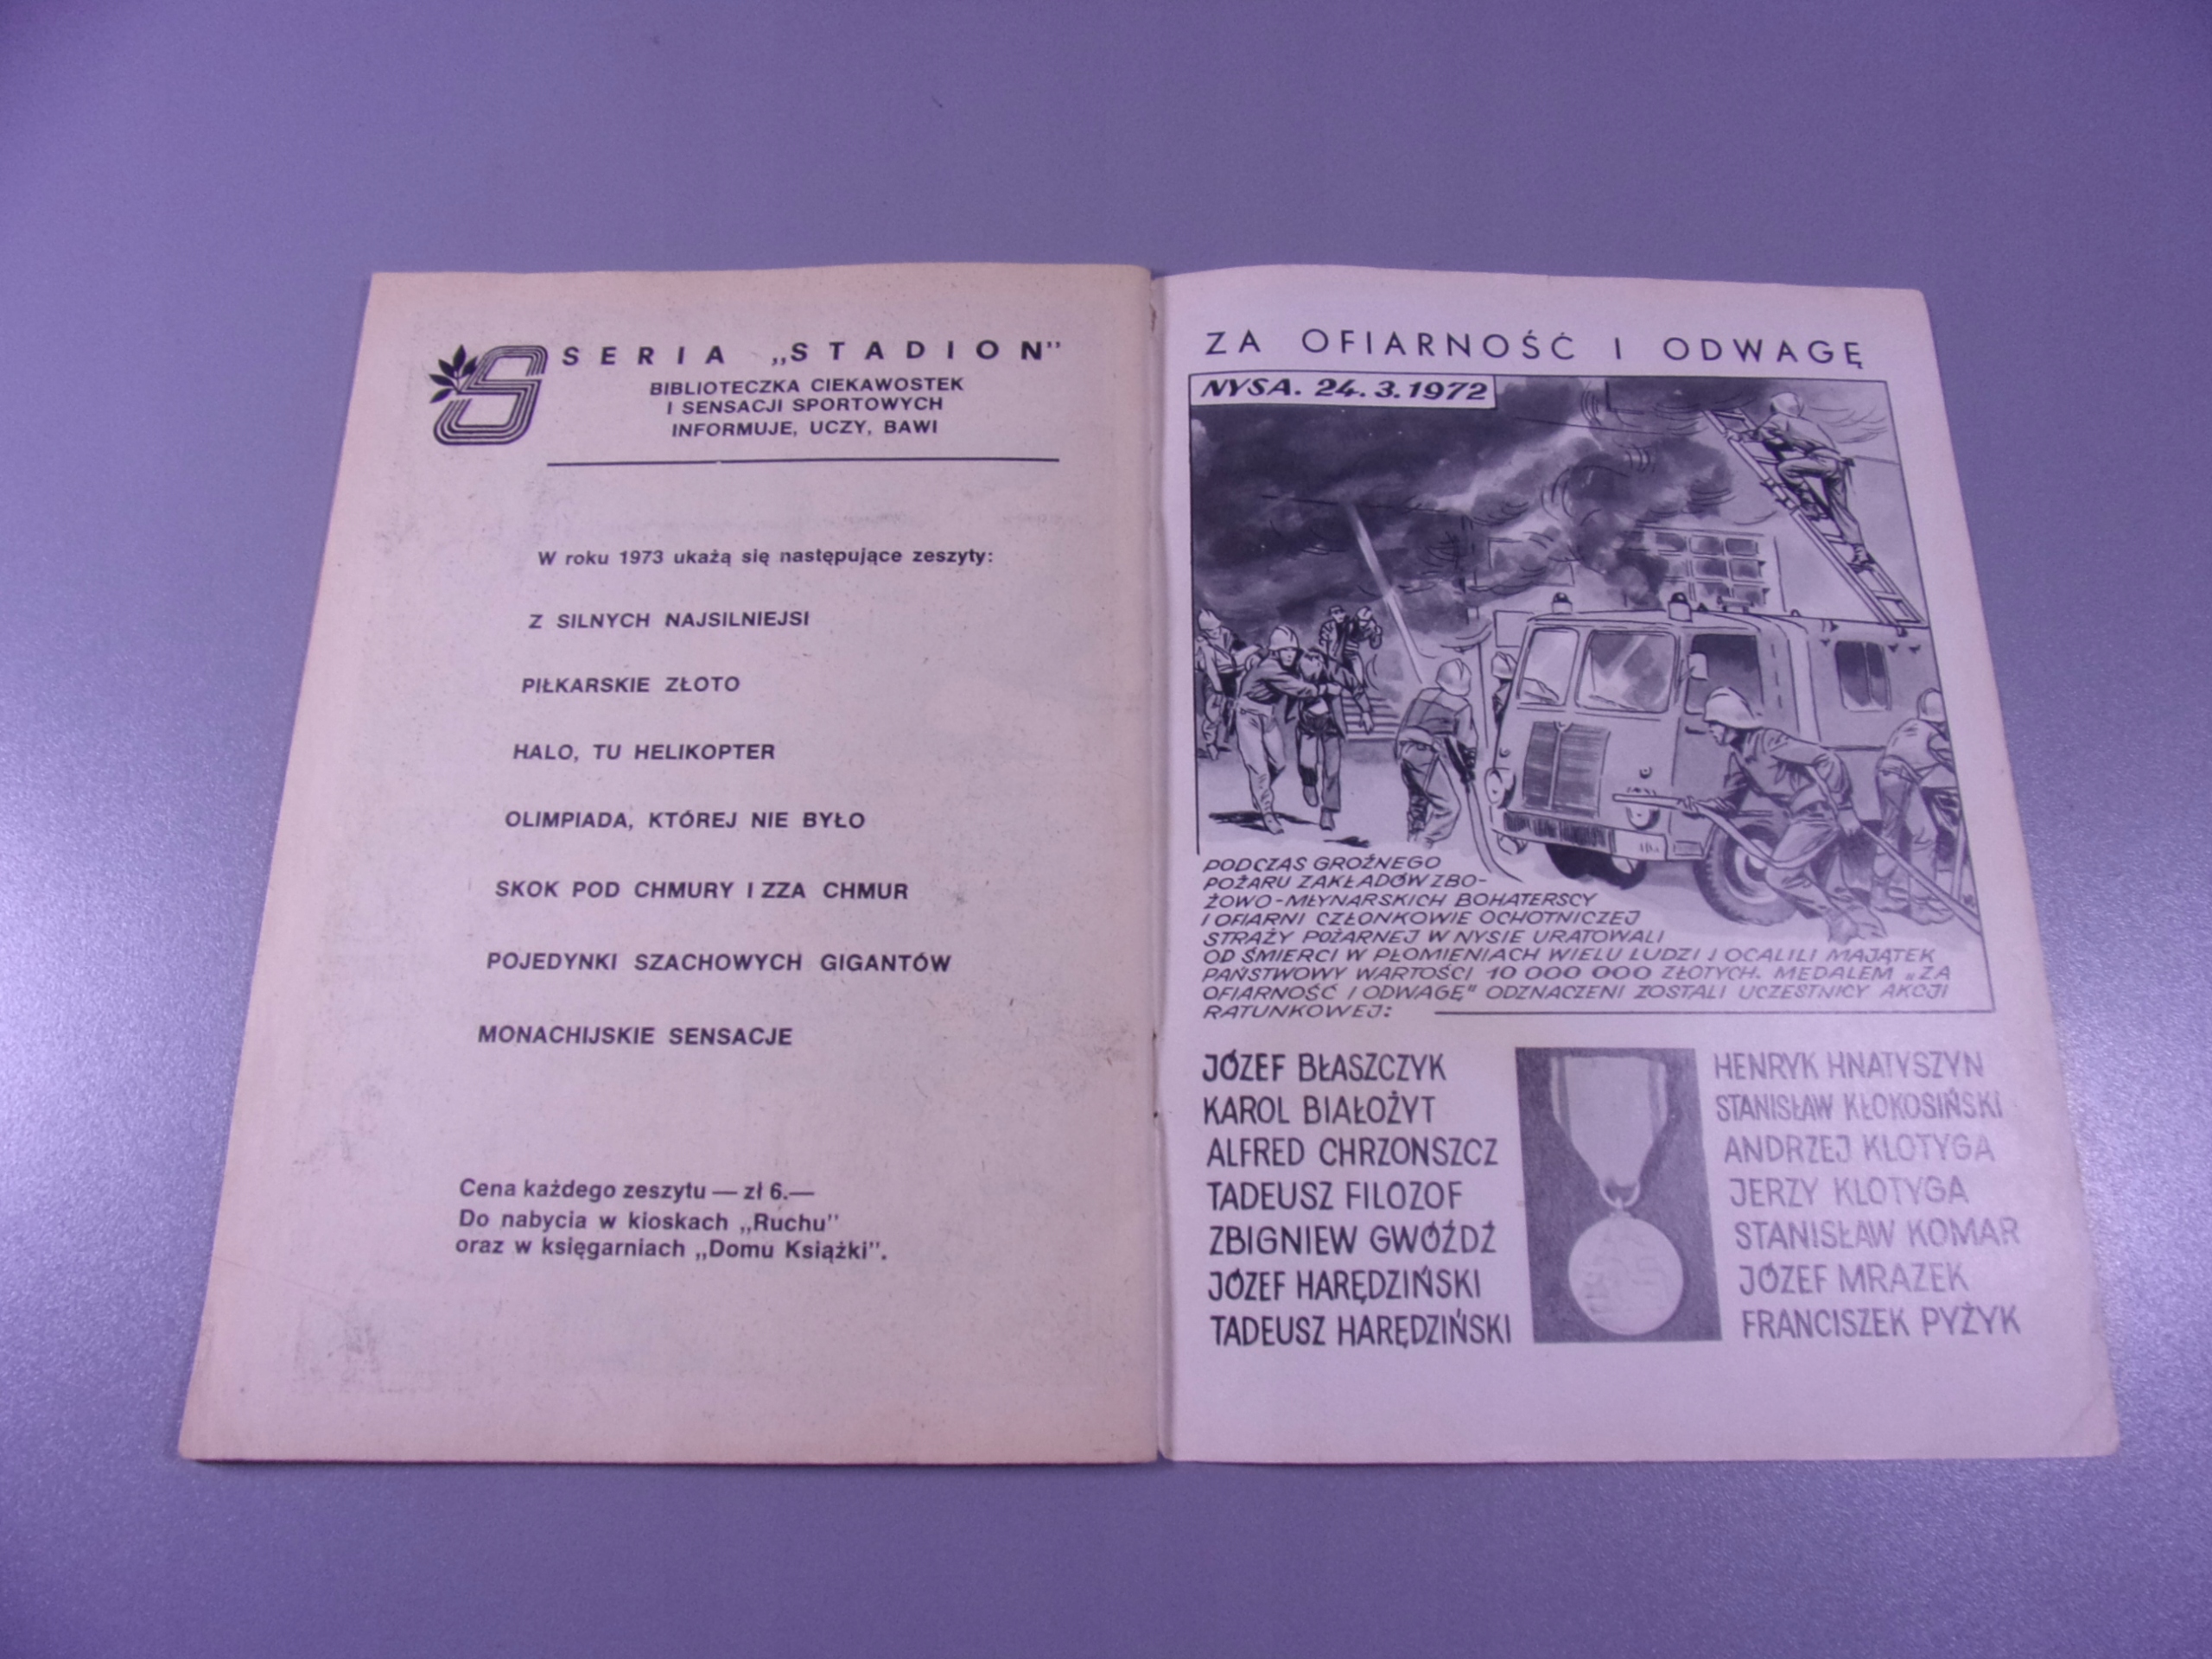 SERIA „STADION”
BIBLIOTECZKA CIEKAWOSTEK
I SENSACJI SPORTOWYCH
INFORMUJE, UCZY, BAWI
W roku 1973 ukażą się następujące zeszyty:
Z SILNYCH NAJSILNIEJSI
PIŁKARSKIE ZŁOTO
HALO, TU HELIKOPTER
OLIMPIADA, KTÓREJ NIE BYŁO
SKOK POD CHMURY I ZZA CHMUR
POJEDYNKI SZACHOWYCH GIGANTÓW
MONACHIJSKIE SENSACJE
Cena każdego zeszytu — zł 6.—
Do nabycia w kioskach „Ruchu”
oraz w księgarniach „Domu Książki”.
ZA OFIARNOŚĆ I ODWAGĘ
NYSA. 24.3.1972
PODCZAS GROŹNEGO
POŻARU ZAKŁADÓW ZBO-
ŻOWO-MŁYNARSKICH BOHATERSCY
I OFIARNI CZŁONKOWIE OCHOTNICZEJ
STRAŻY POŻARNEJ W NYSIE URATOWALI
OD ŚMIERCI W PŁOMIENIACH WIELU LUDZI I OCALILI MAJĄTEK
PAŃSTWOWY WARTOŚCI 10 000 000 ZŁOTYCH. MEDALEM „ZA
OFIARNOŚĆ I ODWAGĘ" ODZNACZENI ZOSTALI UCZESTNICY AKCJI
RATUNKOWEJ:
JÓZEF BŁASZCZYK
KAROL BIAŁOŻYT
ALFRED CHRZONSZCZ
TADEUSZ FILOZOF
ZBIGNIEW GWÓŹDŹ
JÓZEF HARĘDZIŃSKI
TADEUSZ HARĘDZIŃSKI
HENRYK HNATYSZYN
STANISŁAW KŁOKOSIŃSKI
ANDRZEJ KLOTYGA
JERZY KLOTYGA
STANISŁAW KOMAR
JÓZEF MRAZEK
FRANCISZEK PYŻYK